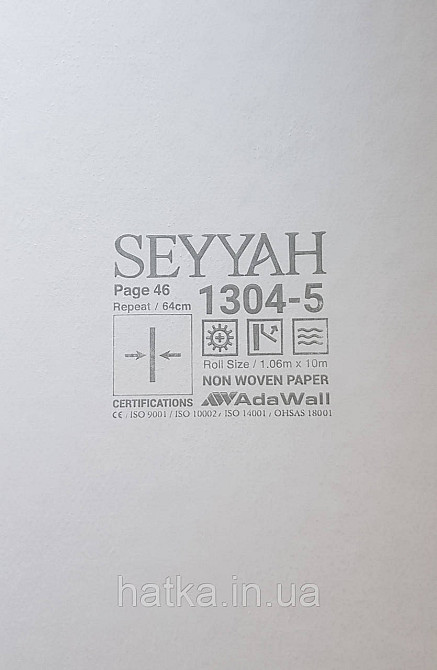 SEYYAH
Page 46
Repeat / 64cm
1304-5
Roll Size / 1.06m x 10m
NON WOVEN PAPER
CERTIFICATIONS
AdaWall
CE / ISO 9001 / ISO 10002 / ISO 14001 / OHSAS 18001
hatka.in.ua